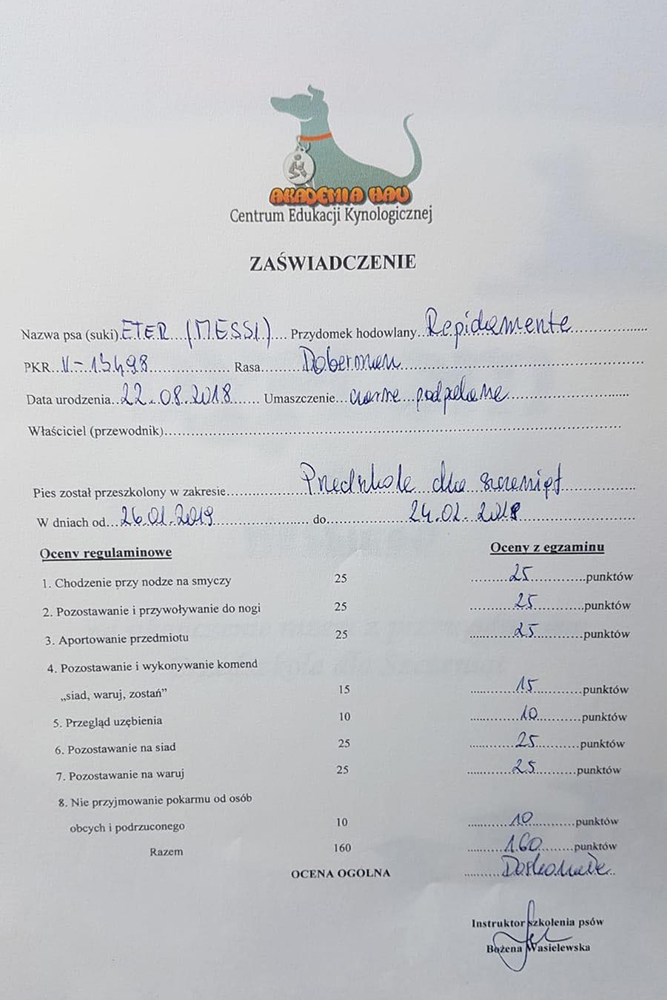 AKADEMIA HAU
Centrum Edukacji Kynologicznej
ZAŚWIADCZENIE
Nazwa psa (suki) ETER (MESSI) Przydomek hodowlany Rapidamente
PKR V-13498 Rasa Doberman
Data urodzenia 22.08.2018 Umaszczenie czarne podpalane
Właściciel (przewodnik)
Pies został przeszkolony w zakresie Przedszkole dla szczeniąt
W dniach od 26.01.2019 do 24.02.2018
Oceny regulaminowe Oceny z egzaminu
1. Chodzenie przy nodze na smyczy 25 25 punktów
2. Pozostawanie i przywoływanie do nogi 25 25 punktów
3. Aportowanie przedmiotu 25 25 punktów
4. Pozostawanie i wykonywanie komend
„siad, waruj, zostań" 15 15 punktów
5. Przegląd uzębienia 10 10 punktów
6. Pozostawanie na siad 25 25 punktów
7. Pozostawanie na waruj 25 25 punktów
8. Nie przyjmowanie pokarmu od osób
obcych i podrzuconego 10 10 punktów
Razem 160 160 punktów
OCENA OGOLNA Doskonała
Instruktor szkolenia psów
Bożena Wasielewska